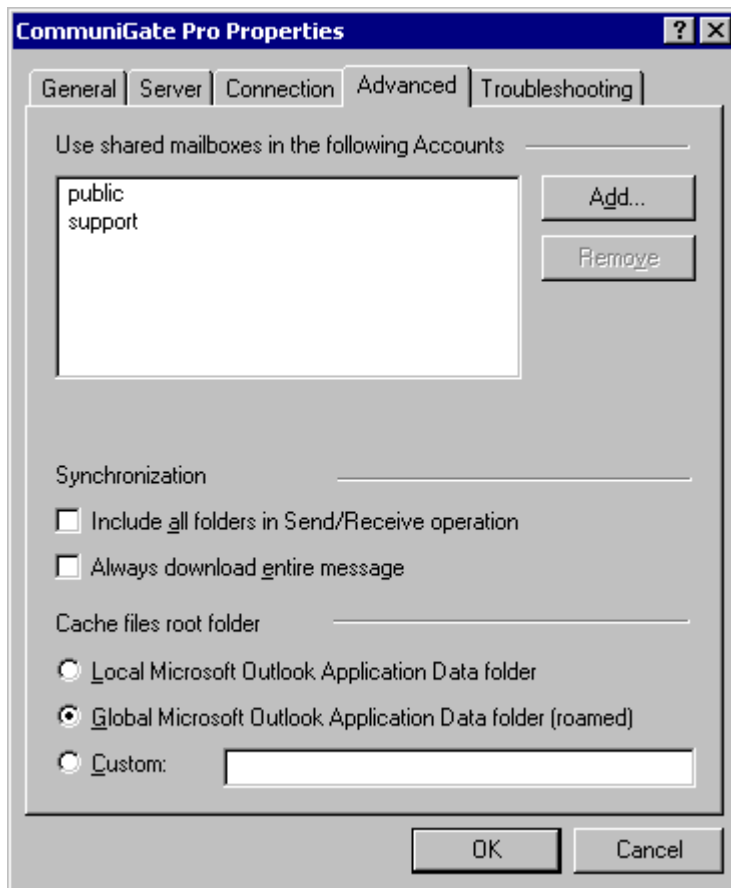 CommuniGate Pro Properties
General Server Connection Advanced Troubleshooting
Use shared mailboxes in the following Accounts
public
support
Add...
Remove
Synchronization
Include all folders in Send/Receive operation
Always download entire message
Cache files root folder
Local Microsoft Outlook Application Data folder
Global Microsoft Outlook Application Data folder (roamed)
Custom:
OK Cancel